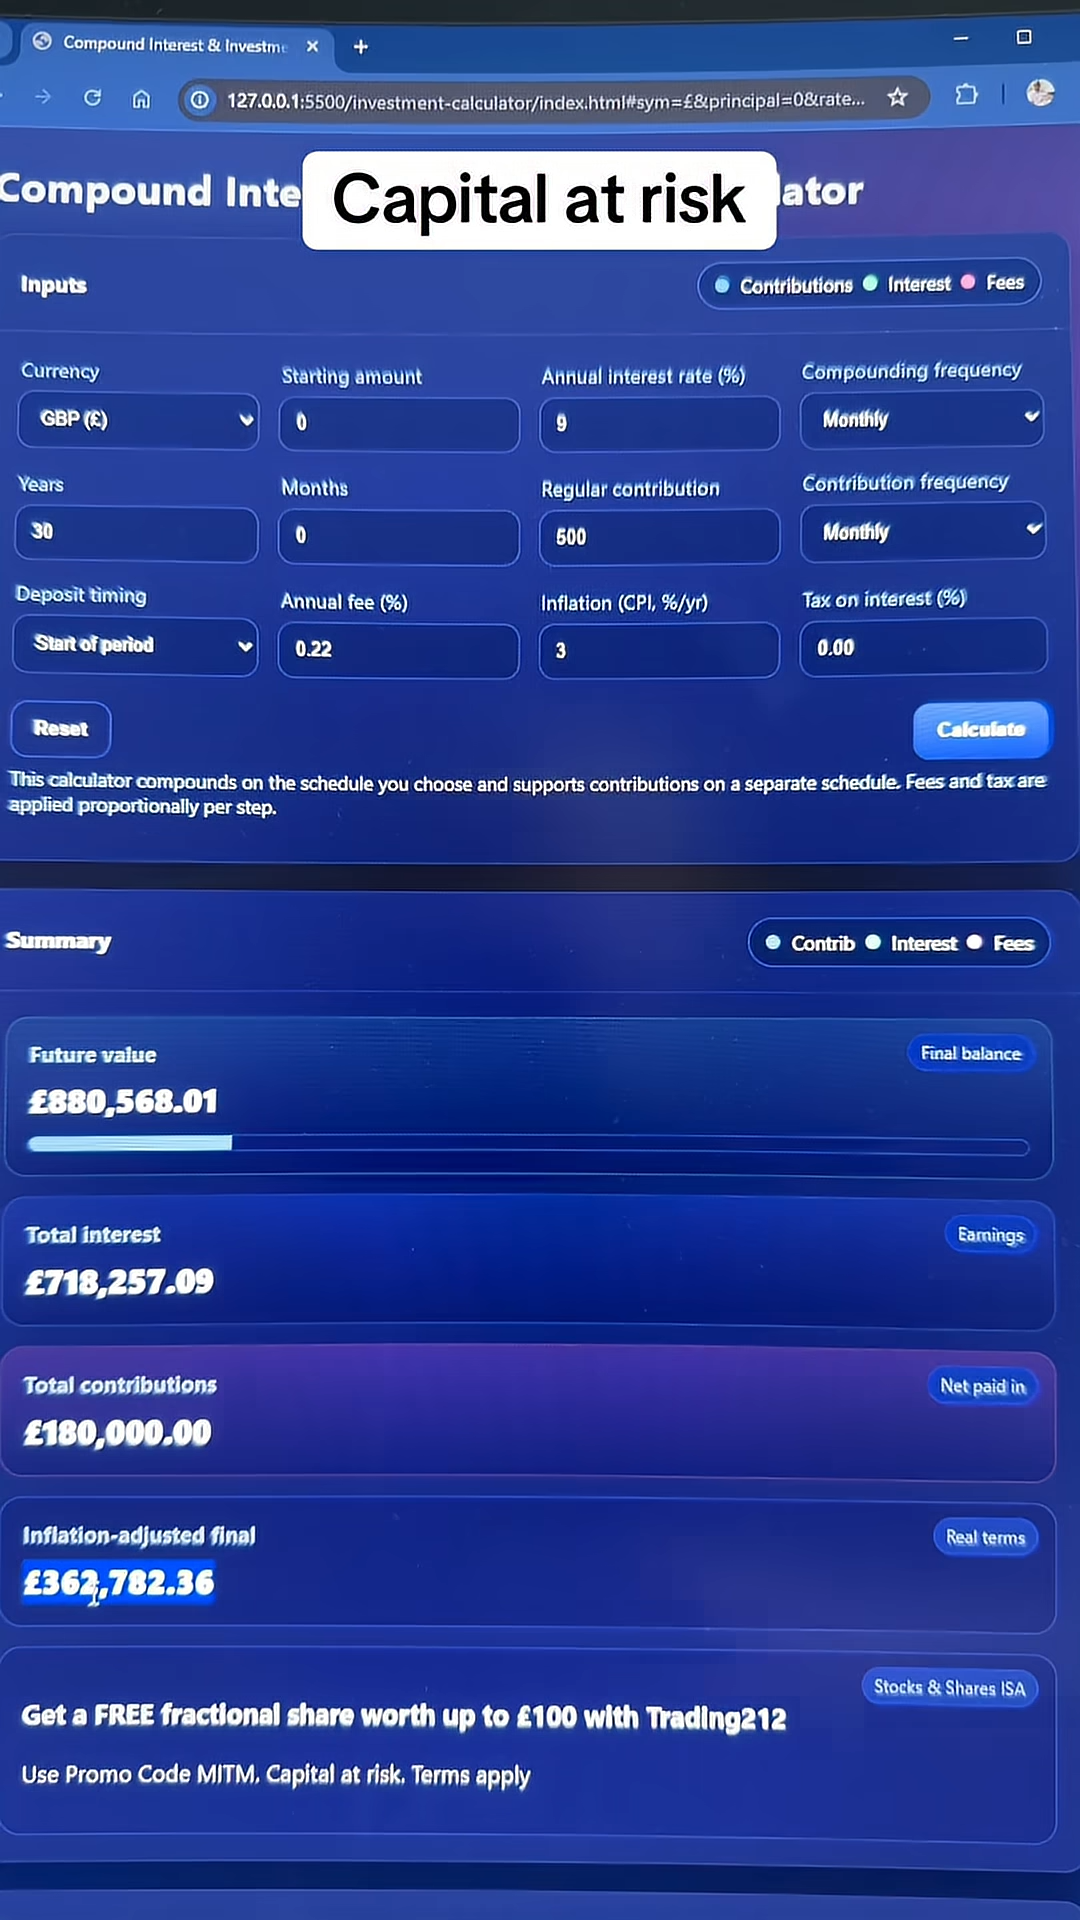 Compound Interest & Investme
127.0.0.1:5500/investment-calculator/index.html#sym=£&principal=0&rate...
Compound Inte
Capital at risk
lator
Inputs
Contributions Interest Fees
Currency
Starting amount
Annual interest rate (%)
Compounding frequency
GBP (£)
0
9
Monthly
Years
Months
Regular contribution
Contribution frequency
30
0
500
Monthly
Deposit timing
Annual fee (%)
Inflation (CPI, %/yr)
Tax on interest (%)
Start of period
0.22
3
0.00
Reset
Calculate
This calculator compounds on the schedule you choose and supports contributions on a separate schedule. Fees and tax are
applied proportionally per step.
Summary
Contrib Interest Fees
Future value
Final balance
£880,568.01
Total interest
Earnings
£718,257.09
Total contributions
Net paid in
£180,000.00
Inflation-adjusted final
Real terms
£362,782.36
Stocks & Shares ISA
Get a FREE fractional share worth up to £100 with Trading212
Use Promo Code MITM. Capital at risk. Terms apply